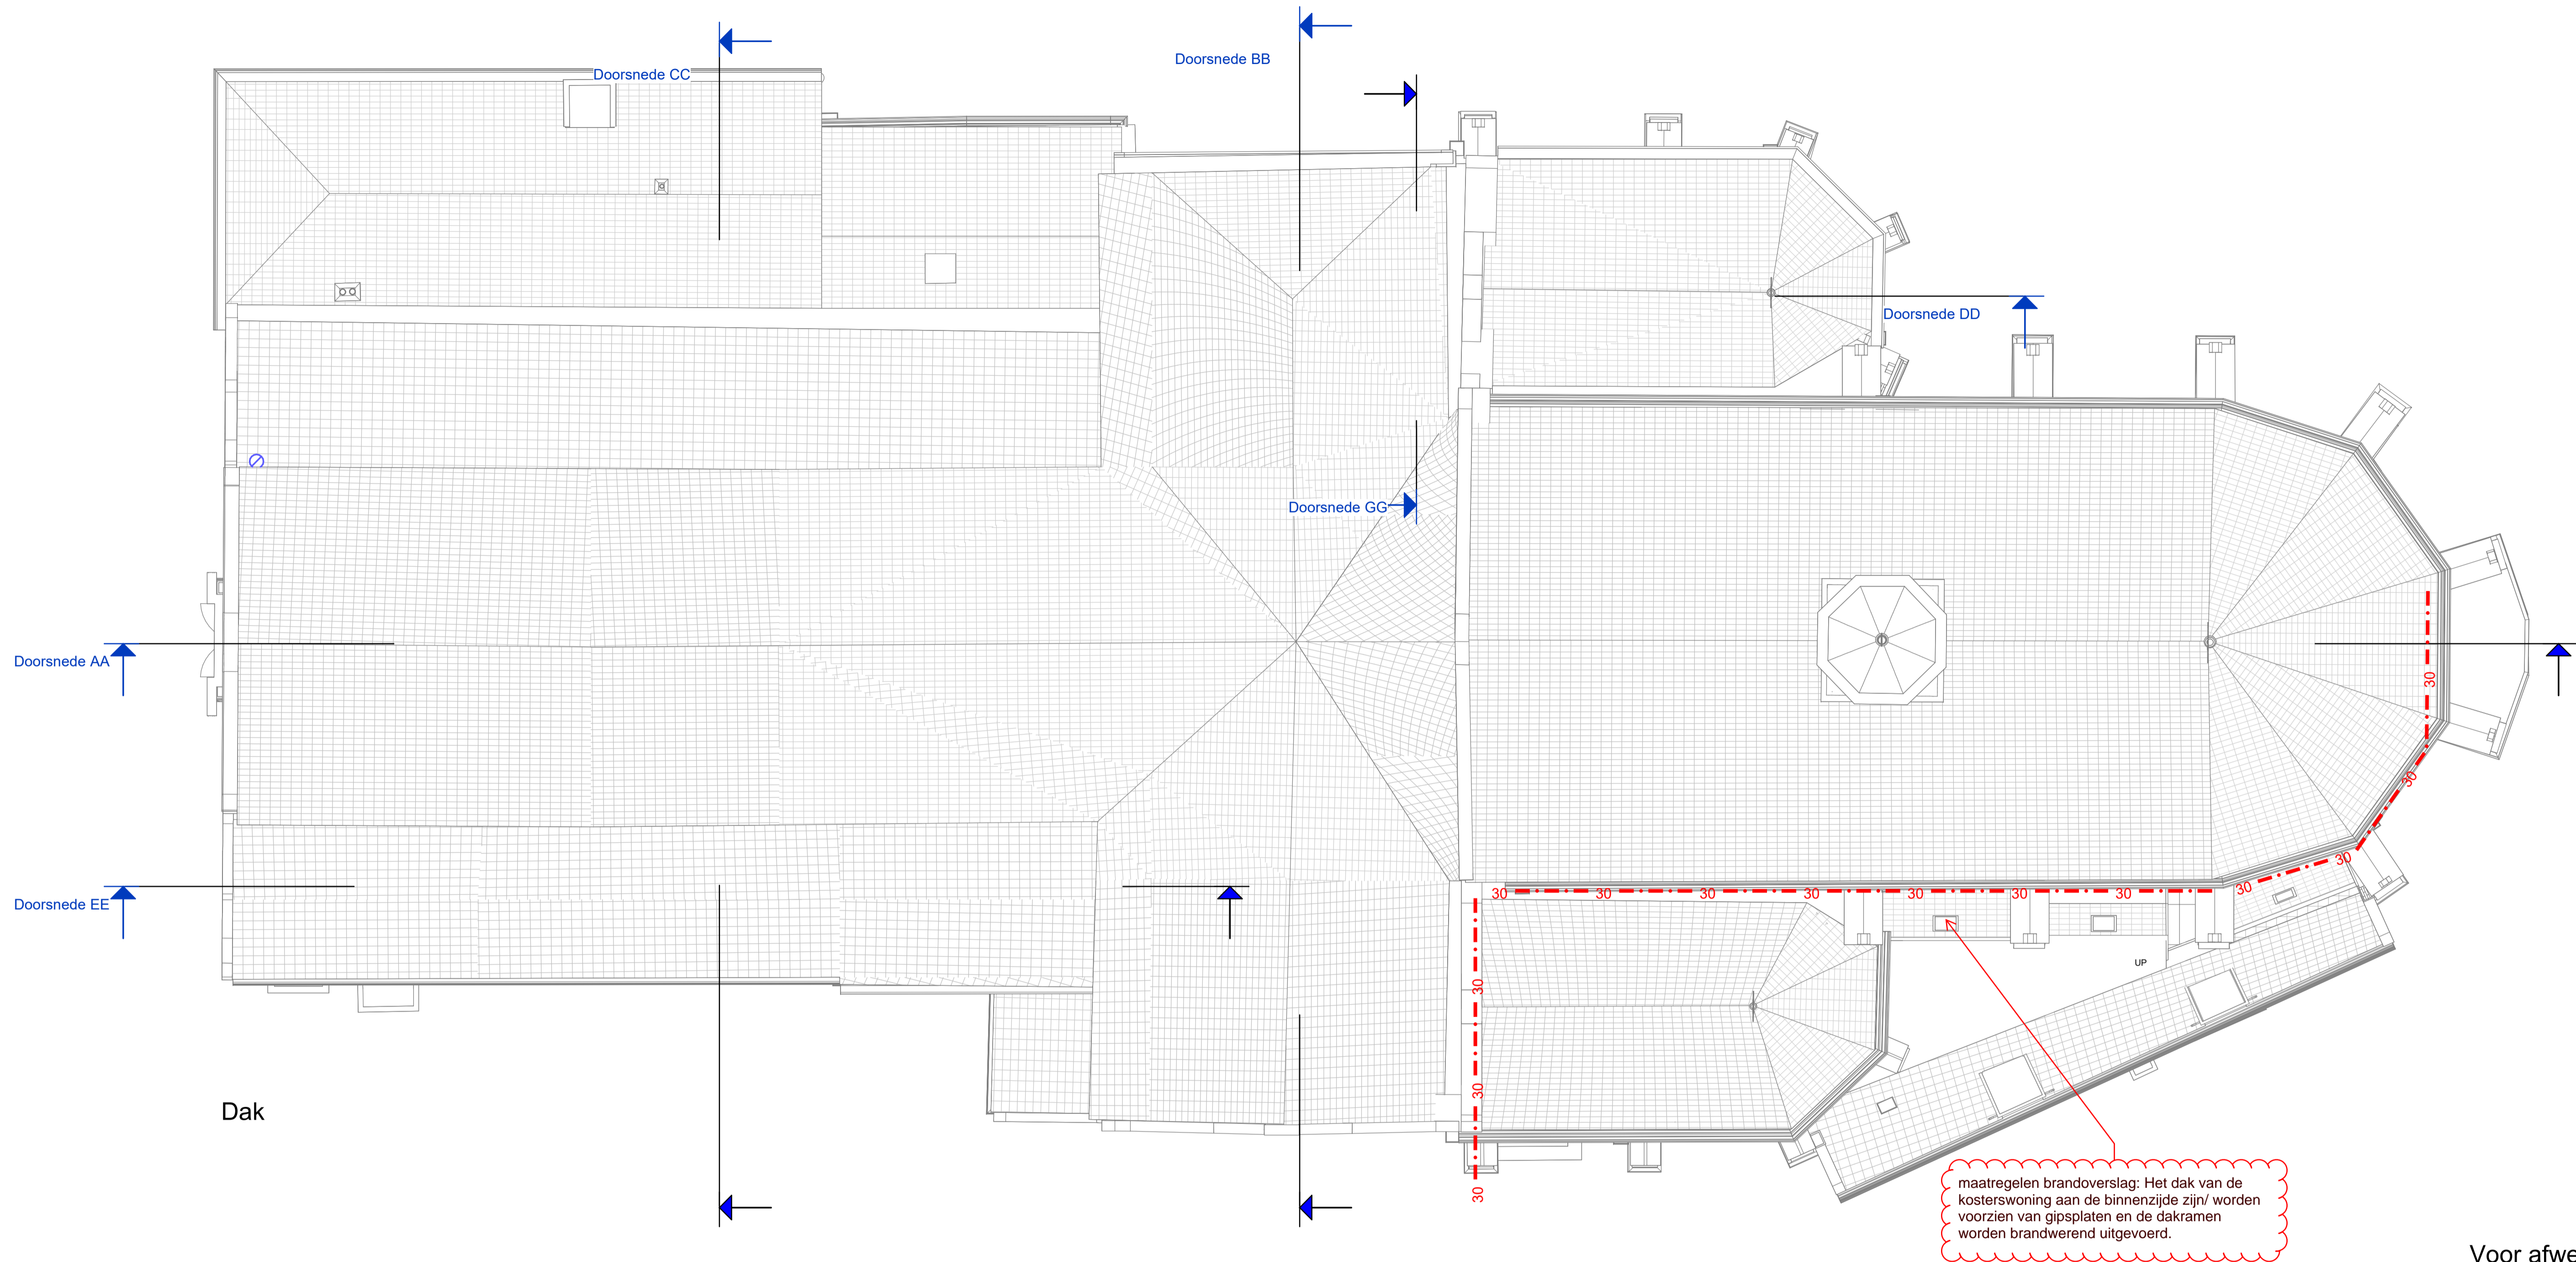 Doorsnede BB
Doorsnede CC
Doorsnede DD
Doorsnede GG
Doorsnede AA
30
30
30
30
30
30
30
30
30
30
30
Doorsnede EE
UP
30
30
30
Dak
maatregelen brandoverslag: Het dak van de
kosterswoning aan de binnenzijde zijn/ worden
voorzien van gipsplaten en de dakramen
worden brandwerend uitgevoerd.
Voor afwe